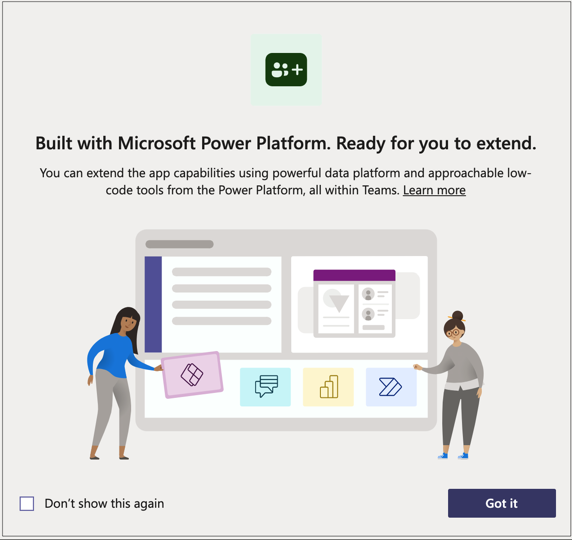 Built with Microsoft Power Platform. Ready for you to extend.
You can extend the app capabilities using powerful data platform and approachable low-
code tools from the Power Platform, all within Teams. Learn more
Don't show this again
Got it